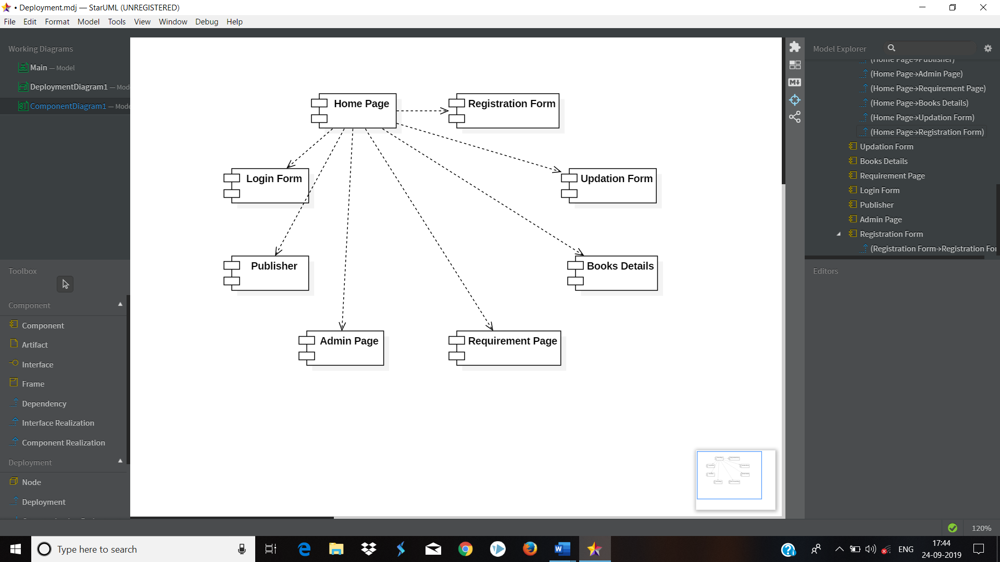 • Deployment.mdj — StarUML (UNREGISTERED)
File Edit Format Model Tools View Window Debug Help
Working Diagrams
Main — Model
DeploymentDiagram1 — Mod
ComponentDiagram1 — Mode
Toolbox
Component
Component
Artifact
Interface
Frame
Dependency
Interface Realization
Component Realization
Deployment
Node
Deployment
Home Page
Registration Form
Login Form
Updation Form
Publisher
Books Details
Admin Page
Requirement Page
Model Explorer
(Home Page→Publisher)
(Home Page→Admin Page)
(Home Page→Requirement Page)
(Home Page→Books Details)
(Home Page→Updation Form)
(Home Page→Registration Form)
Updation Form
Books Details
Requirement Page
Login Form
Publisher
Admin Page
Registration Form
(Registration Form→Registration For
Editors
120%
Type here to search
ENG
17:44
24-09-2019